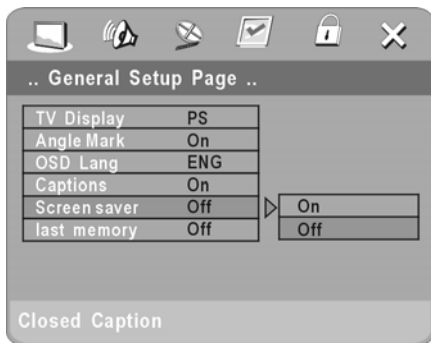 .. General Setup Page ..
TV Display PS
Angle Mark On
OSD Lang ENG
Captions On
Screen saver Off On
last memory Off Off
Closed Caption